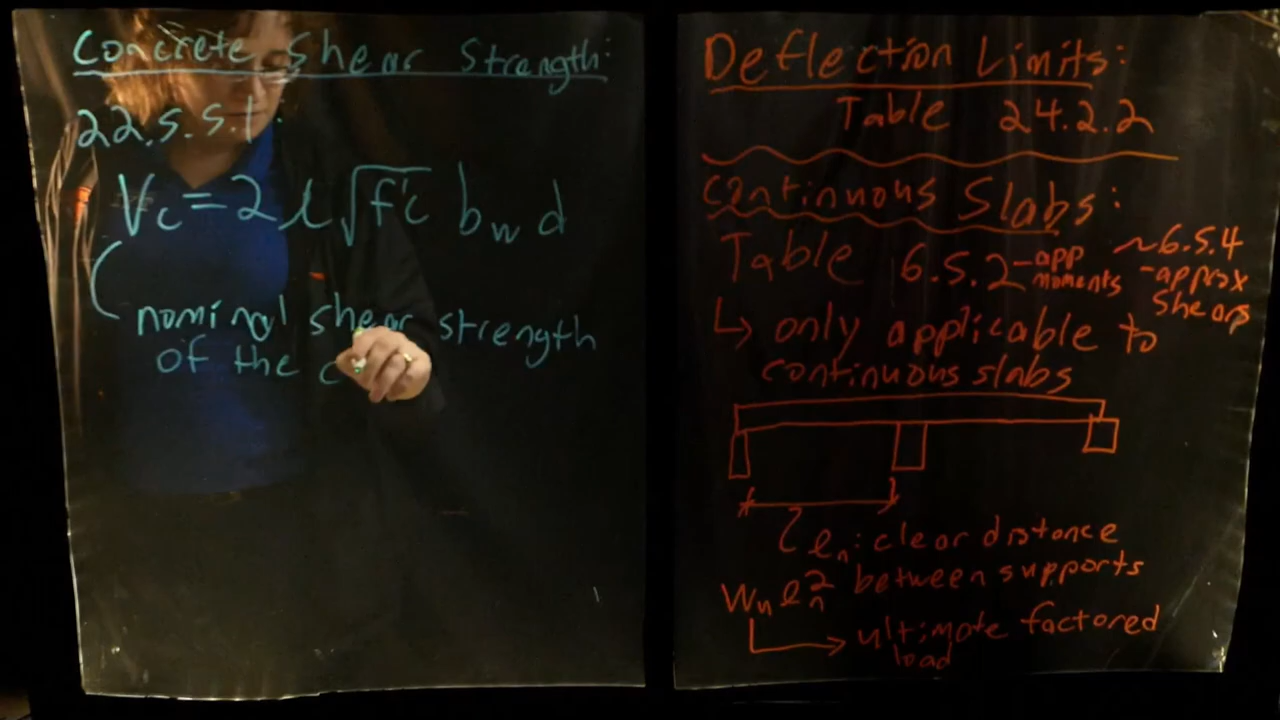 Concrete Shear Strength:
22.5.5.1:
Vc = 2 λ √f'c bw d
nominal shear strength
of the c
Deflection Limits:
Table 24.2.2
Continuous Slabs:
Table 6.5.2 - app moments
~6.5.4 - approx shears
↳ only applicable to
continuous slabs
ℓn: clear distance
between supports
Wu ℓn²
ultimate factored
load